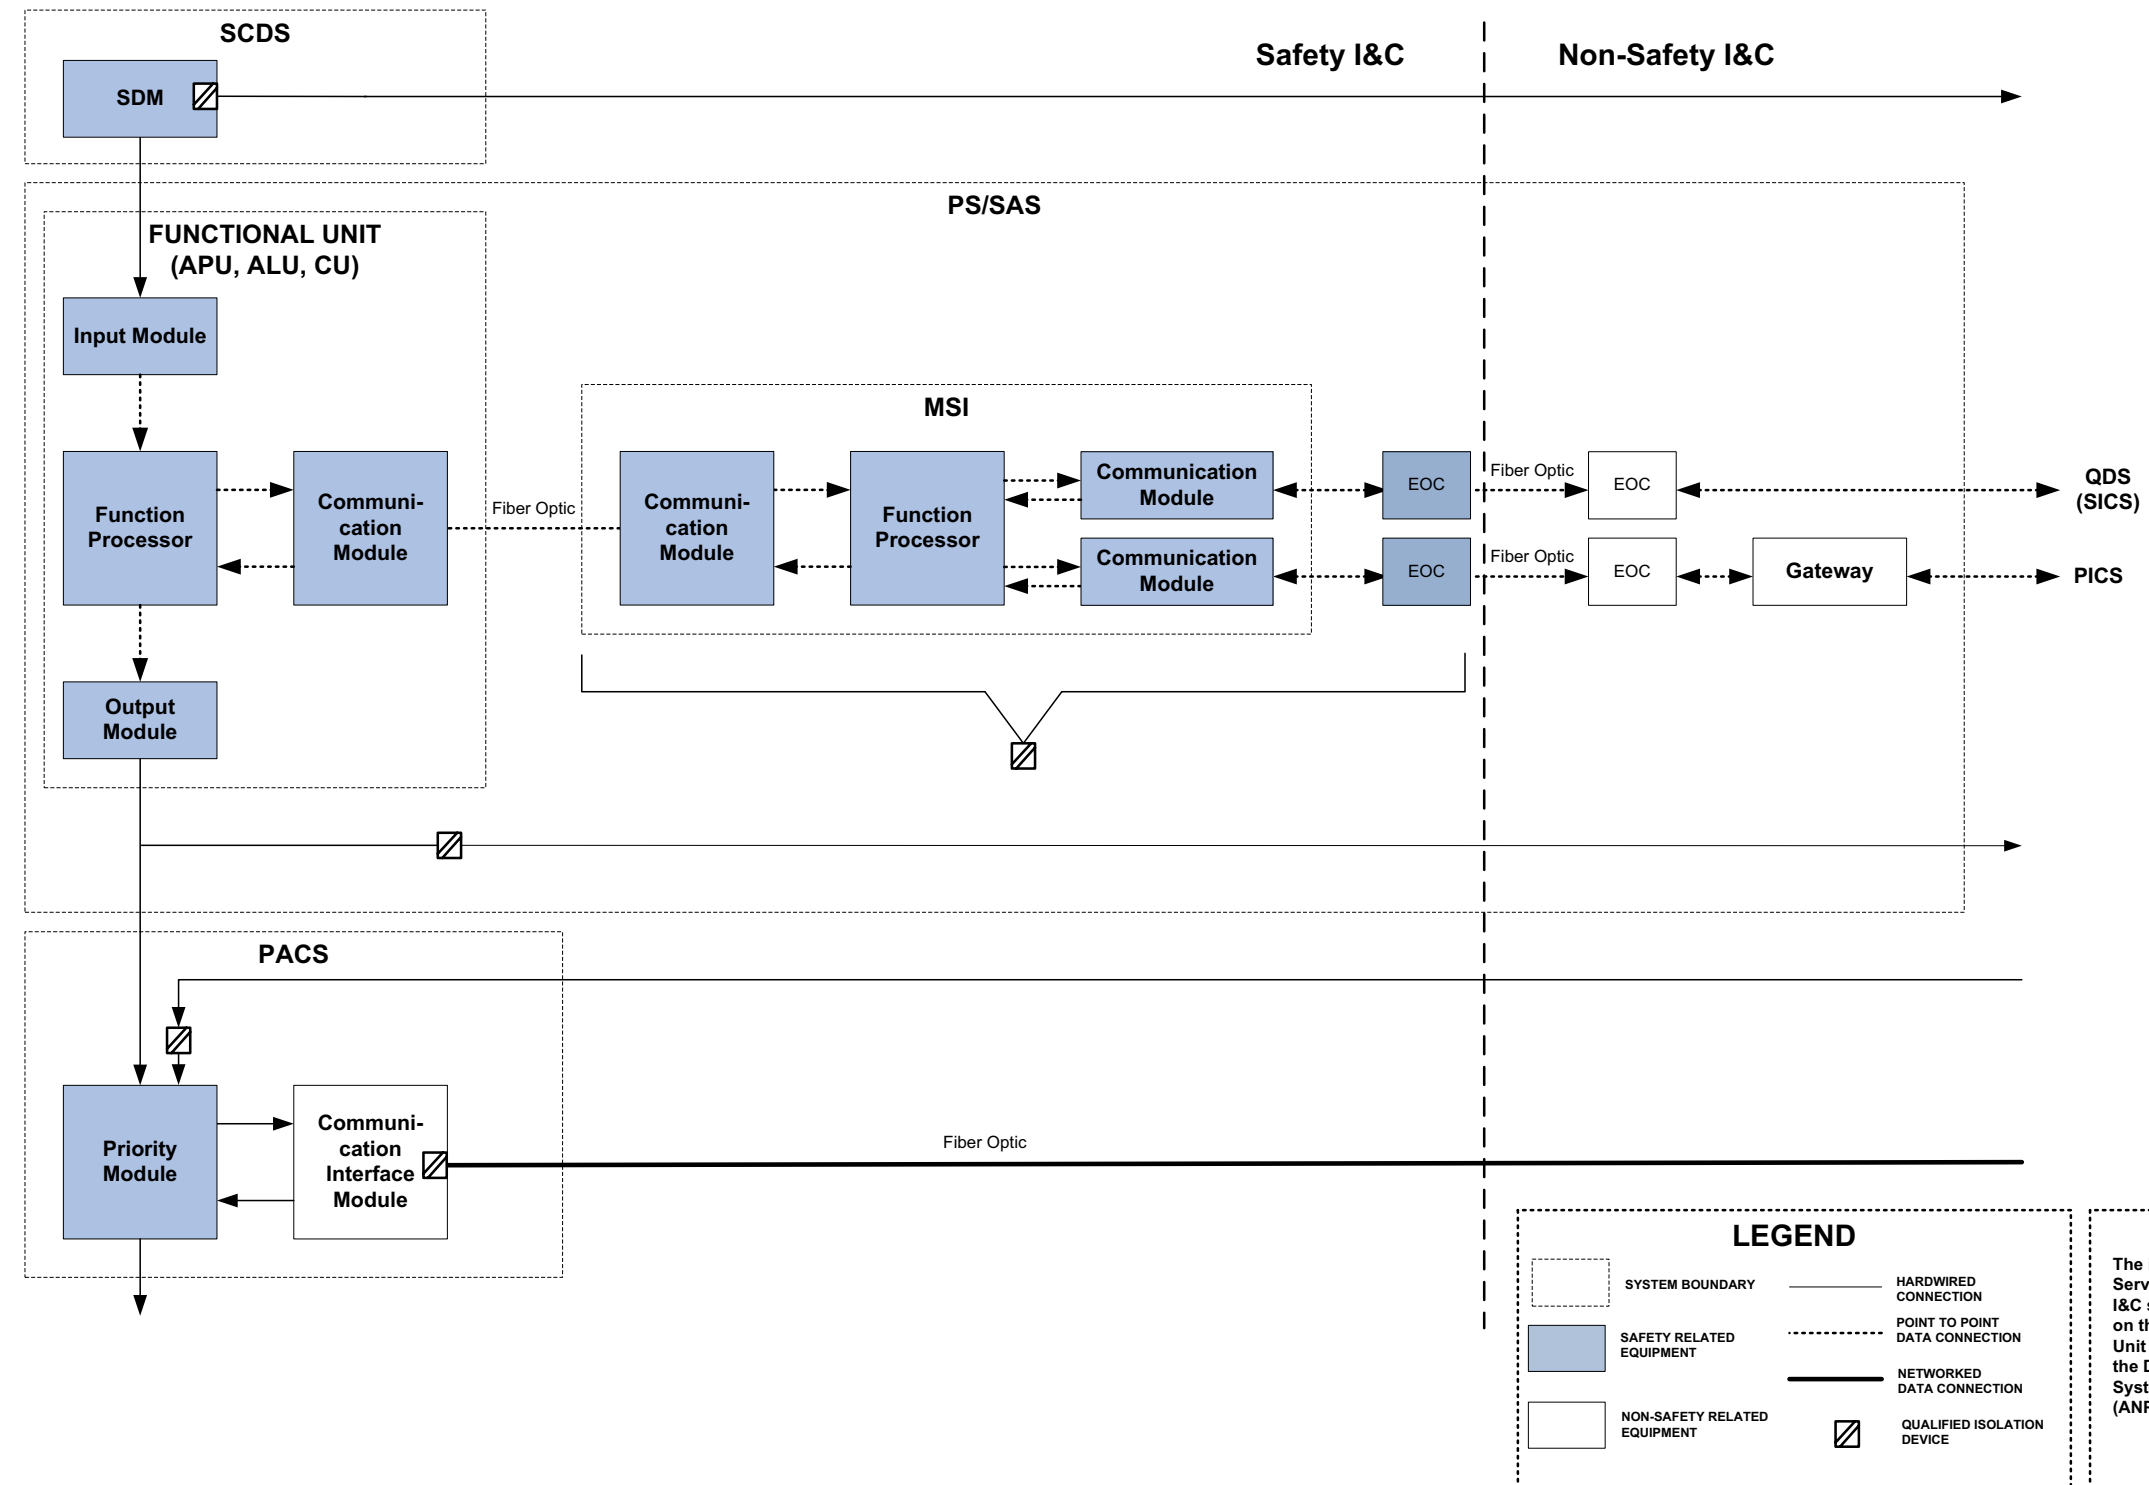 SCDS
Safety I&C
Non-Safety I&C
SDM
PS/SAS
FUNCTIONAL UNIT
(APU, ALU, CU)
Input Module
MSI
Function
Processor
Communi-
cation
Module
Fiber Optic
Communi-
cation
Module
Function
Processor
Communication
Module
EOC
Fiber Optic
EOC
QDS
(SICS)
Communication
Module
EOC
Fiber Optic
EOC
Gateway
PICS
Output
Module
PACS
Priority
Module
Communi-
cation
Interface
Module
Fiber Optic
LEGEND
SYSTEM BOUNDARY
HARDWIRED
CONNECTION
SAFETY RELATED
EQUIPMENT
POINT TO POINT
DATA CONNECTION
NETWORKED
DATA CONNECTION
NON-SAFETY RELATED
EQUIPMENT
QUALIFIED ISOLATION
DEVICE
The
Serv
I&C
on th
Unit
the D
Syst
(ANP